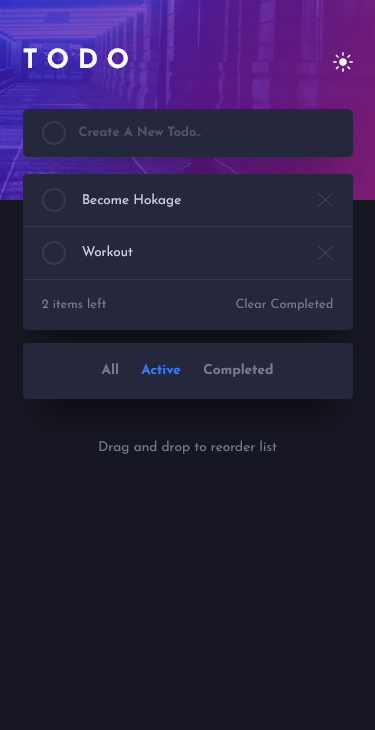 TODO
Create A New Todo..
Become Hokage
Workout
2 items left Clear Completed
All Active Completed
Drag and drop to reorder list